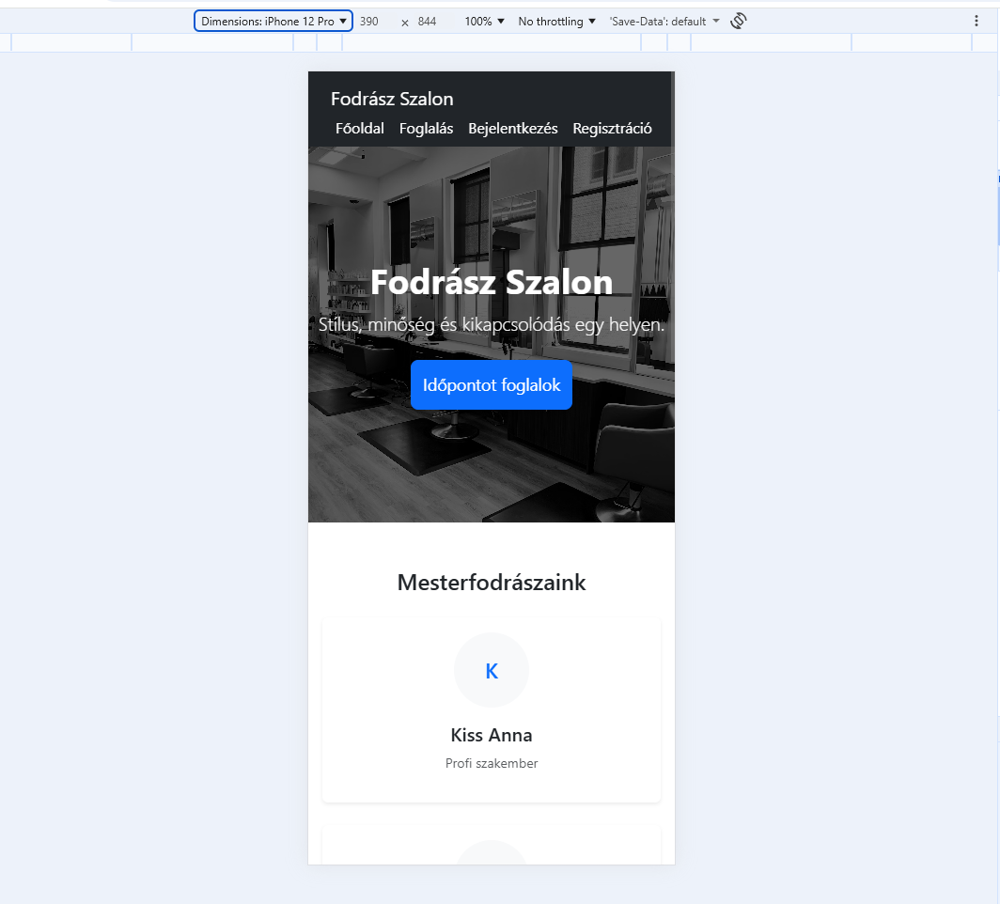 Dimensions: iPhone 12 Pro ▼ 390 × 844 100% ▼ No throttling ▼ 'Save-Data': default ▼
Fodrász Szalon
Főoldal Foglalás Bejelentkezés Regisztráció
Fodrász Szalon
Stílus, minőség és kikapcsolódás egy helyen.
Időpontot foglalok
Mesterfodrászaink
K
Kiss Anna
Profi szakember